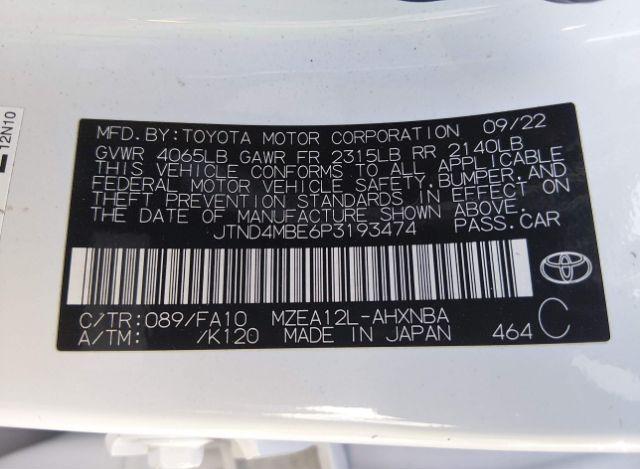 MFD.BY:TOYOTA MOTOR CORPORATION 09/22
GVWR 4065LB GAWR FR 2315LB RR 2140LB
THIS VEHICLE CONFORMS TO ALL APPLICABLE
FEDERAL MOTOR VEHICLE SAFETY,BUMPER,AND
THEFT PREVENTION STANDARDS IN EFFECT ON
THE DATE OF MANUFACTURE SHOWN ABOVE.
JTND4MBE6P3193474 PASS.CAR
C/TR:089/FA10 MZEA12L-AHXNBA
A/TM: /K120 MADE IN JAPAN 464 C
12N10